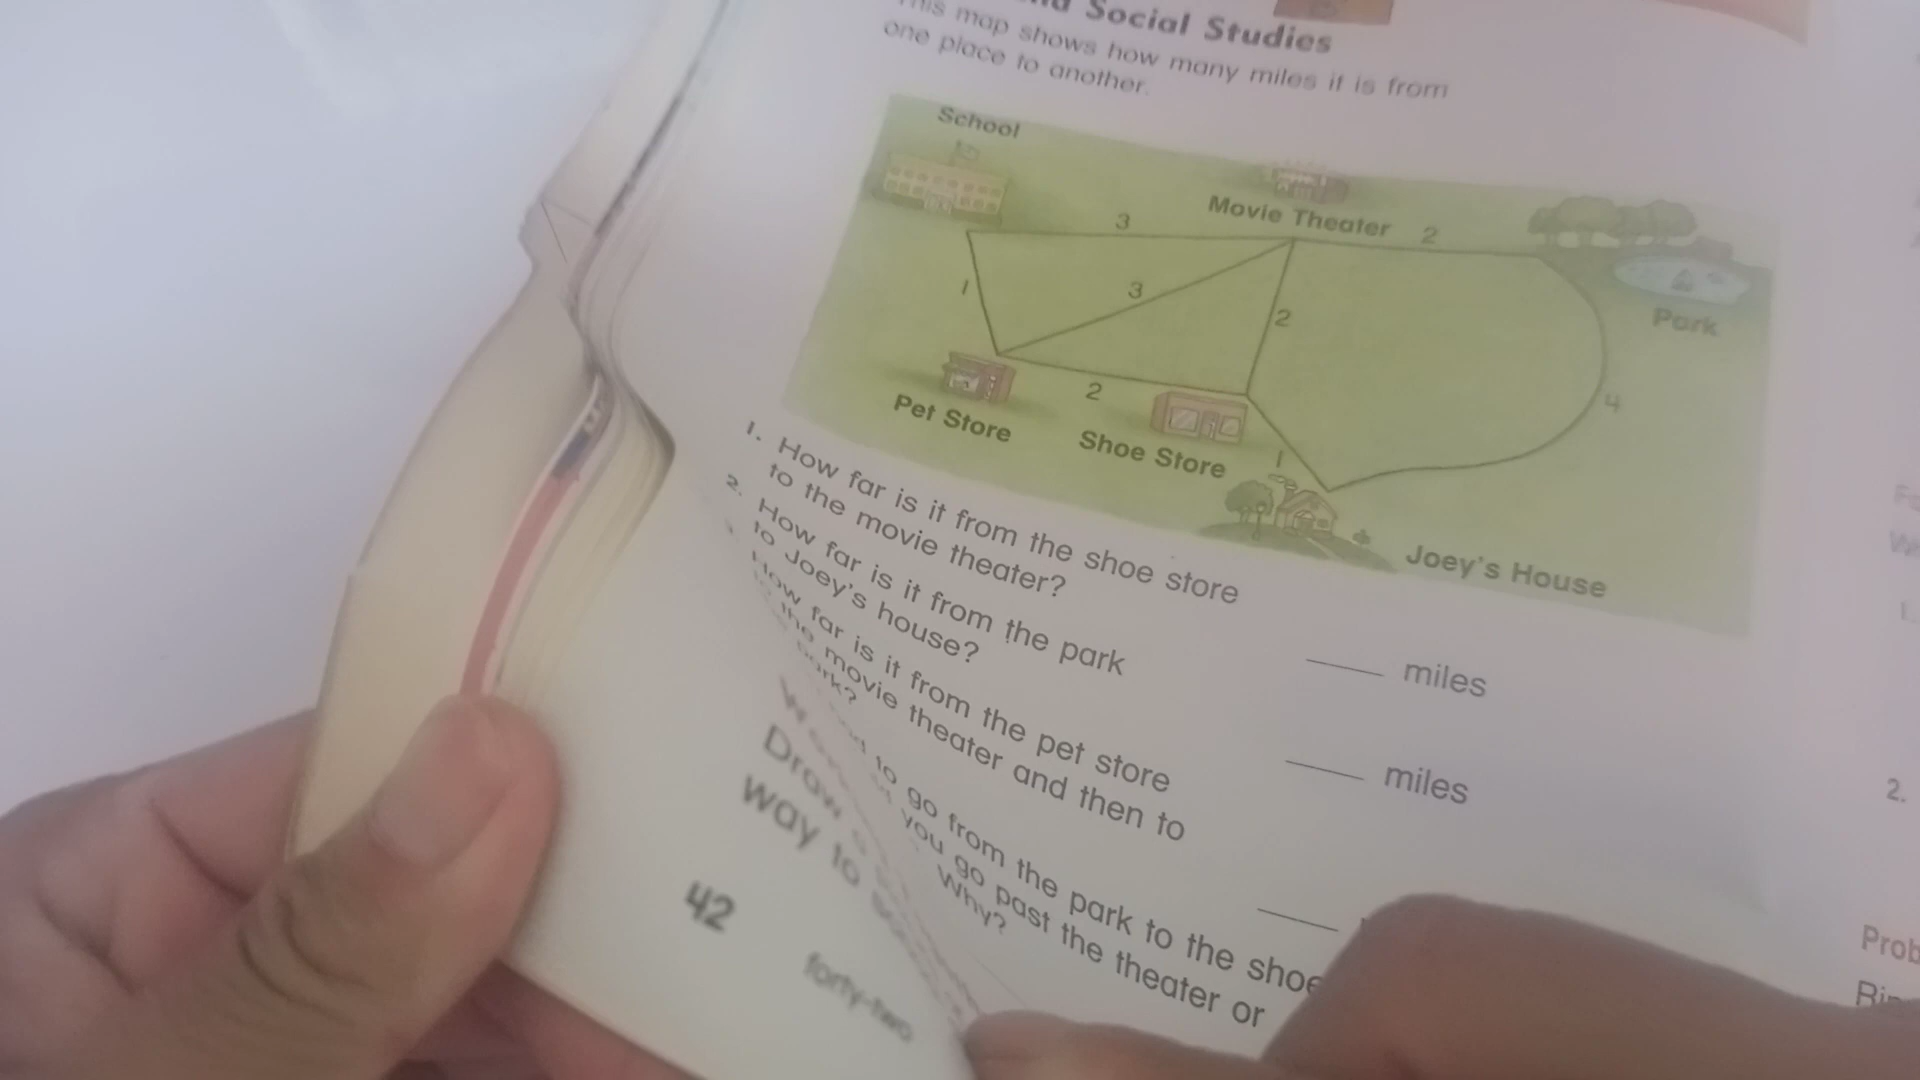 Social Studies
This map shows how many miles it is from
one place to another.
School
Movie Theater
3
2
1
3
2
Park
2
4
Pet Store
Shoe Store
1
Joey's House
1. How far is it from the shoe store
to the movie theater?
miles
2. How far is it from the park
to Joey's house?
miles
How far is it from the pet store
the movie theater and then to
park?
to go from the park to the shoe
you go past the theater or
Why?
Draw
way to
42
forty-two
2.
Prob